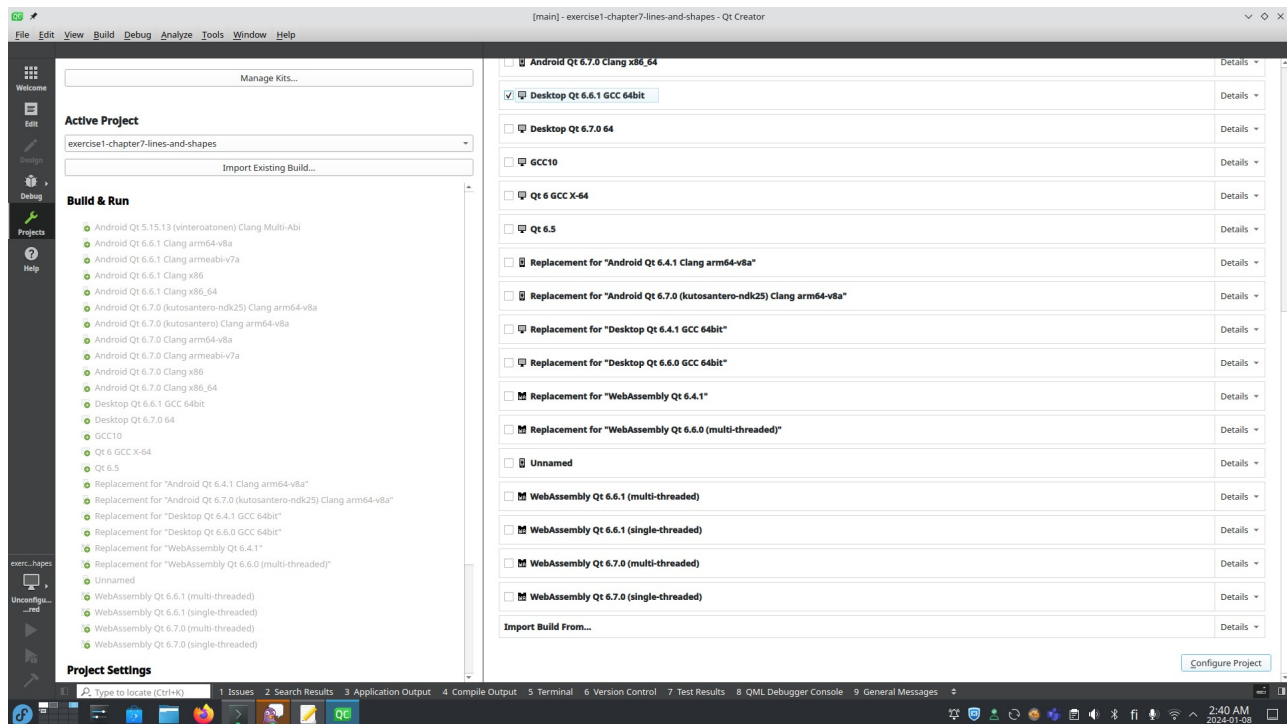 [main] - exercise1-chapter7-lines-and-shapes - Qt Creator
File Edit View Build Debug Analyze Tools Window Help
Welcome
Edit
Design
Debug
Projects
Help
exerc...hapes
Unconfigu...
...red
Manage Kits...
Active Project
exercise1-chapter7-lines-and-shapes
Import Existing Build...
Build & Run
Android Qt 5.15.13 (vinteroatonen) Clang Multi-Abi
Android Qt 6.6.1 Clang arm64-v8a
Android Qt 6.6.1 Clang armeabi-v7a
Android Qt 6.6.1 Clang x86
Android Qt 6.6.1 Clang x86_64
Android Qt 6.7.0 (kutosantero-ndk25) Clang arm64-v8a
Android Qt 6.7.0 (kutosantero) Clang arm64-v8a
Android Qt 6.7.0 Clang arm64-v8a
Android Qt 6.7.0 Clang armeabi-v7a
Android Qt 6.7.0 Clang x86
Android Qt 6.7.0 Clang x86_64
Desktop Qt 6.6.1 GCC 64bit
Desktop Qt 6.7.0 64
GCC10
Qt 6 GCC X-64
Qt 6.5
Replacement for "Android Qt 6.4.1 Clang arm64-v8a"
Replacement for "Android Qt 6.7.0 (kutosantero-ndk25) Clang arm64-v8a"
Replacement for "Desktop Qt 6.4.1 GCC 64bit"
Replacement for "Desktop Qt 6.6.0 GCC 64bit"
Replacement for "WebAssembly Qt 6.4.1"
Replacement for "WebAssembly Qt 6.6.0 (multi-threaded)"
Unnamed
WebAssembly Qt 6.6.1 (multi-threaded)
WebAssembly Qt 6.6.1 (single-threaded)
WebAssembly Qt 6.7.0 (multi-threaded)
WebAssembly Qt 6.7.0 (single-threaded)
Project Settings
Android Qt 6.7.0 Clang x86_64 Details
Desktop Qt 6.6.1 GCC 64bit Details
Desktop Qt 6.7.0 64 Details
GCC10 Details
Qt 6 GCC X-64 Details
Qt 6.5 Details
Replacement for "Android Qt 6.4.1 Clang arm64-v8a" Details
Replacement for "Android Qt 6.7.0 (kutosantero-ndk25) Clang arm64-v8a" Details
Replacement for "Desktop Qt 6.4.1 GCC 64bit" Details
Replacement for "Desktop Qt 6.6.0 GCC 64bit" Details
Replacement for "WebAssembly Qt 6.4.1" Details
Replacement for "WebAssembly Qt 6.6.0 (multi-threaded)" Details
Unnamed Details
WebAssembly Qt 6.6.1 (multi-threaded) Details
WebAssembly Qt 6.6.1 (single-threaded) Details
WebAssembly Qt 6.7.0 (multi-threaded) Details
WebAssembly Qt 6.7.0 (single-threaded) Details
Import Build From... Details
Configure Project
Type to locate (Ctrl+K) 1 Issues 2 Search Results 3 Application Output 4 Compile Output 5 Terminal 6 Version Control 7 Test Results 8 QML Debugger Console 9 General Messages
QC fi 2:40 AM
2024-01-08